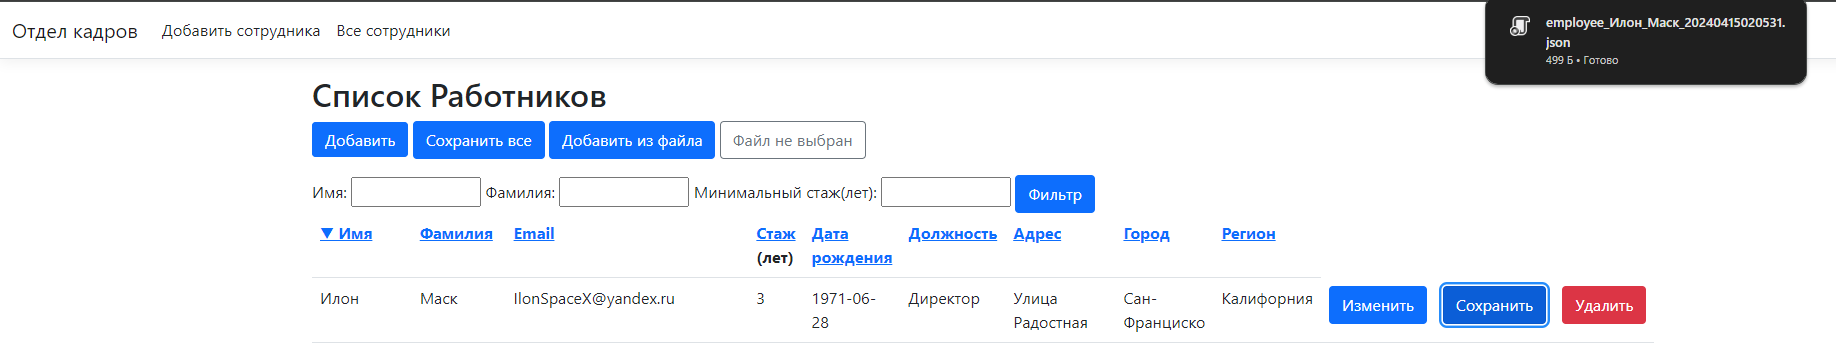 Отдел кадров Добавить сотрудника Все сотрудники
employee_Илон_Маск_20240415020531.
json
499 Б • Готово
Список Работников
Добавить Сохранить все Добавить из файла Файл не выбран
Имя: Фамилия: Минимальный стаж(лет): Фильтр
▼ Имя Фамилия Email Стаж Дата Должность Адрес Город Регион
(лет) рождения
Илон Маск IlonSpaceX@yandex.ru 3 1971-06- Директор Улица Сан- Калифорния Изменить Сохранить Удалить
28 Радостная Франциско